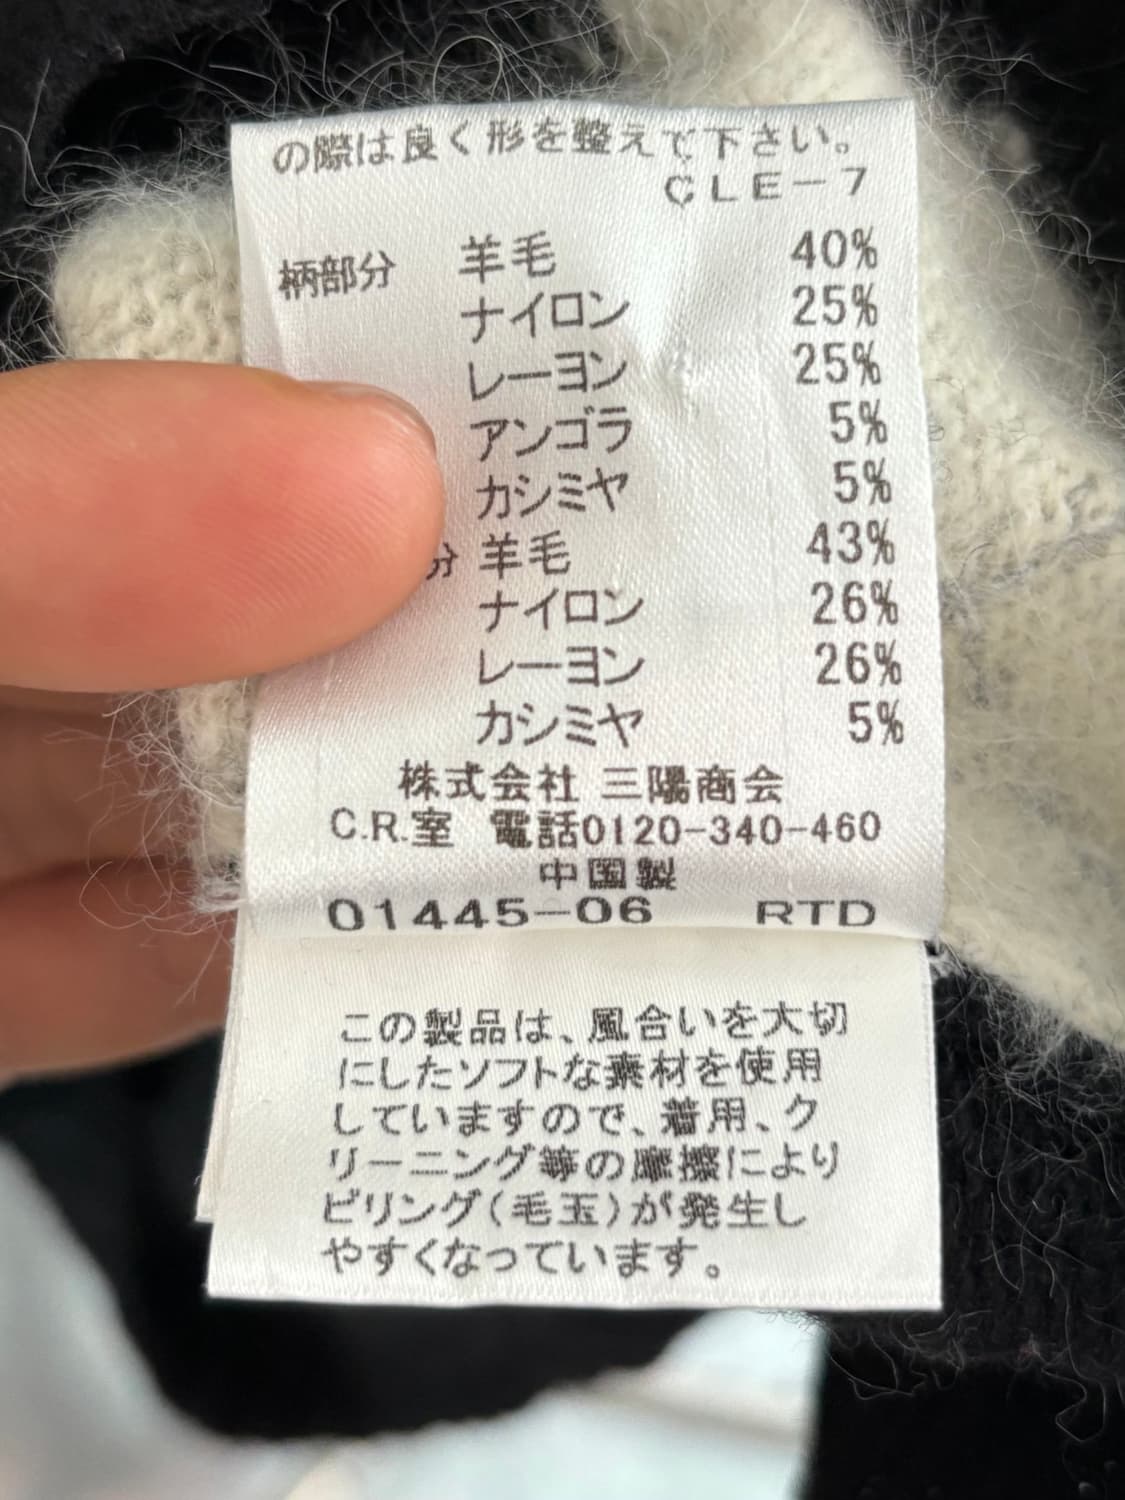 の際は良く形を整えて下さい。
CLE-7
柄部分 羊毛 40%
ナイロン 25%
レーヨン 25%
アンゴラ 5%
カシミヤ 5%
分 羊毛 43%
ナイロン 26%
レーヨン 26%
カシミヤ 5%
株式会社 三陽商会
C.R.室 電話0120-340-460
中国製
01445-06 RTD
この製品は、風合いを大切
にしたソフトな素材を使用
していますので、着用、ク
リーニング等の摩擦により
ピリング(毛玉)が発生し
やすくなっています。